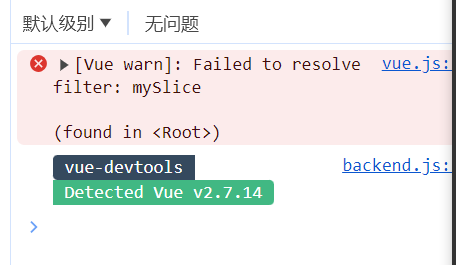 默认级别 ▼ 无问题
▶[Vue warn]: Failed to resolve vue.js:
filter: mySlice
(found in <Root>)
vue-devtools backend.js:
Detected Vue v2.7.14